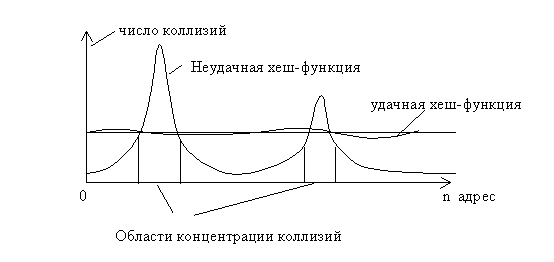 число коллизий
Неудачная хеш-функция
удачная хеш-функция
0
n адрес
Области концентрации коллизий